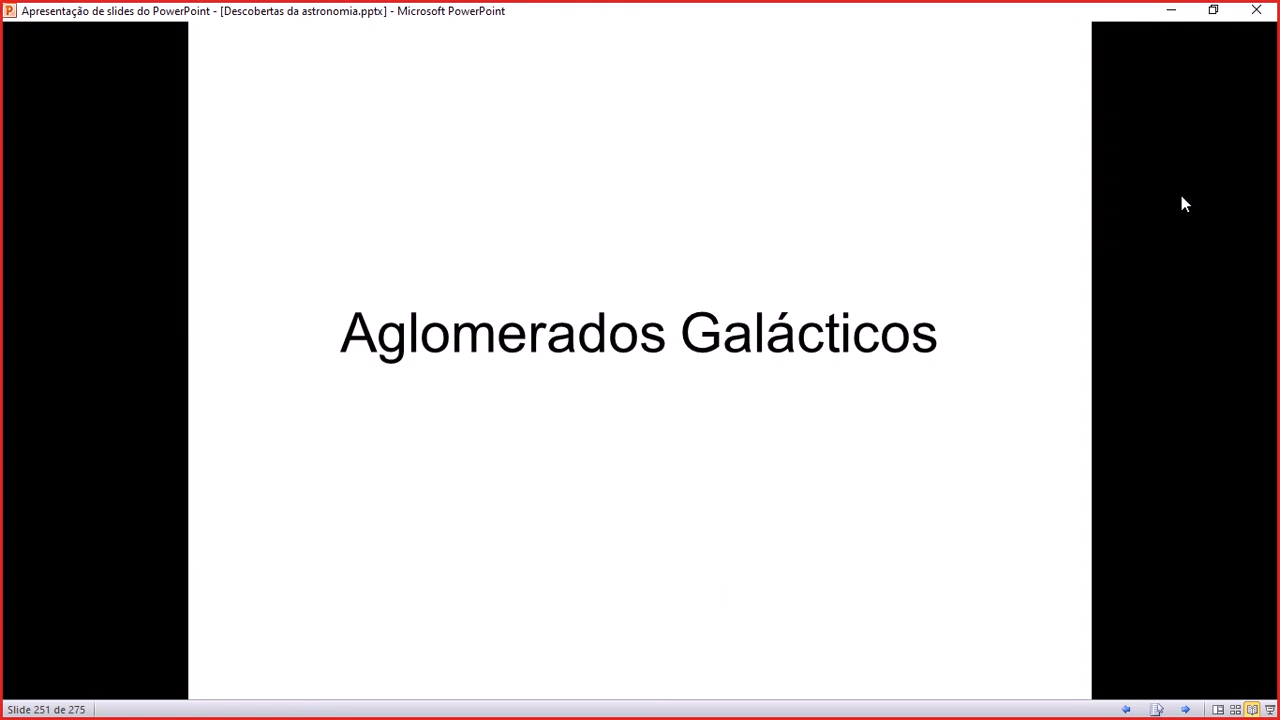 Apresentação de slides do PowerPoint - [Descobertas da astronomia.pptx] - Microsoft PowerPoint
Aglomerados Galácticos
Slide 251 de 275